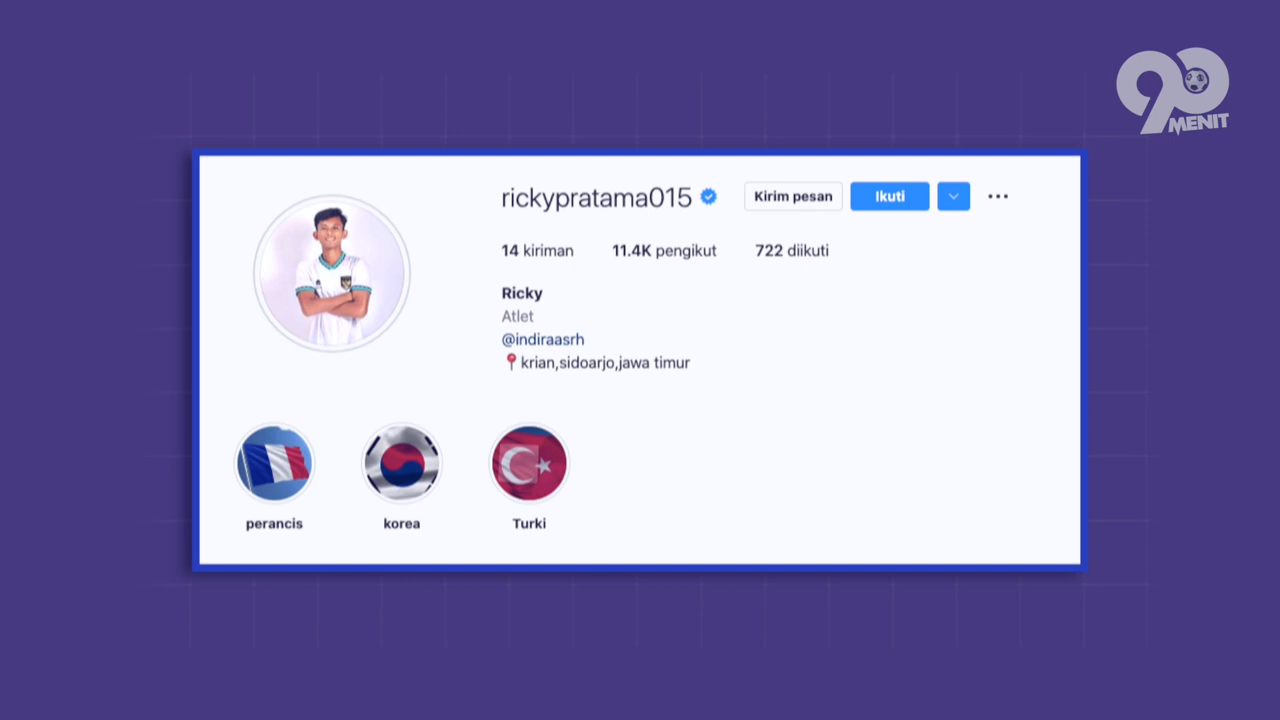 90
MENIT
rickypratama015
Kirim pesan
Ikuti
14 kiriman
11.4K pengikut
722 diikuti
Ricky
Atlet
@indiraasrh
📍krian,sidoarjo,jawa timur
perancis
korea
Turki